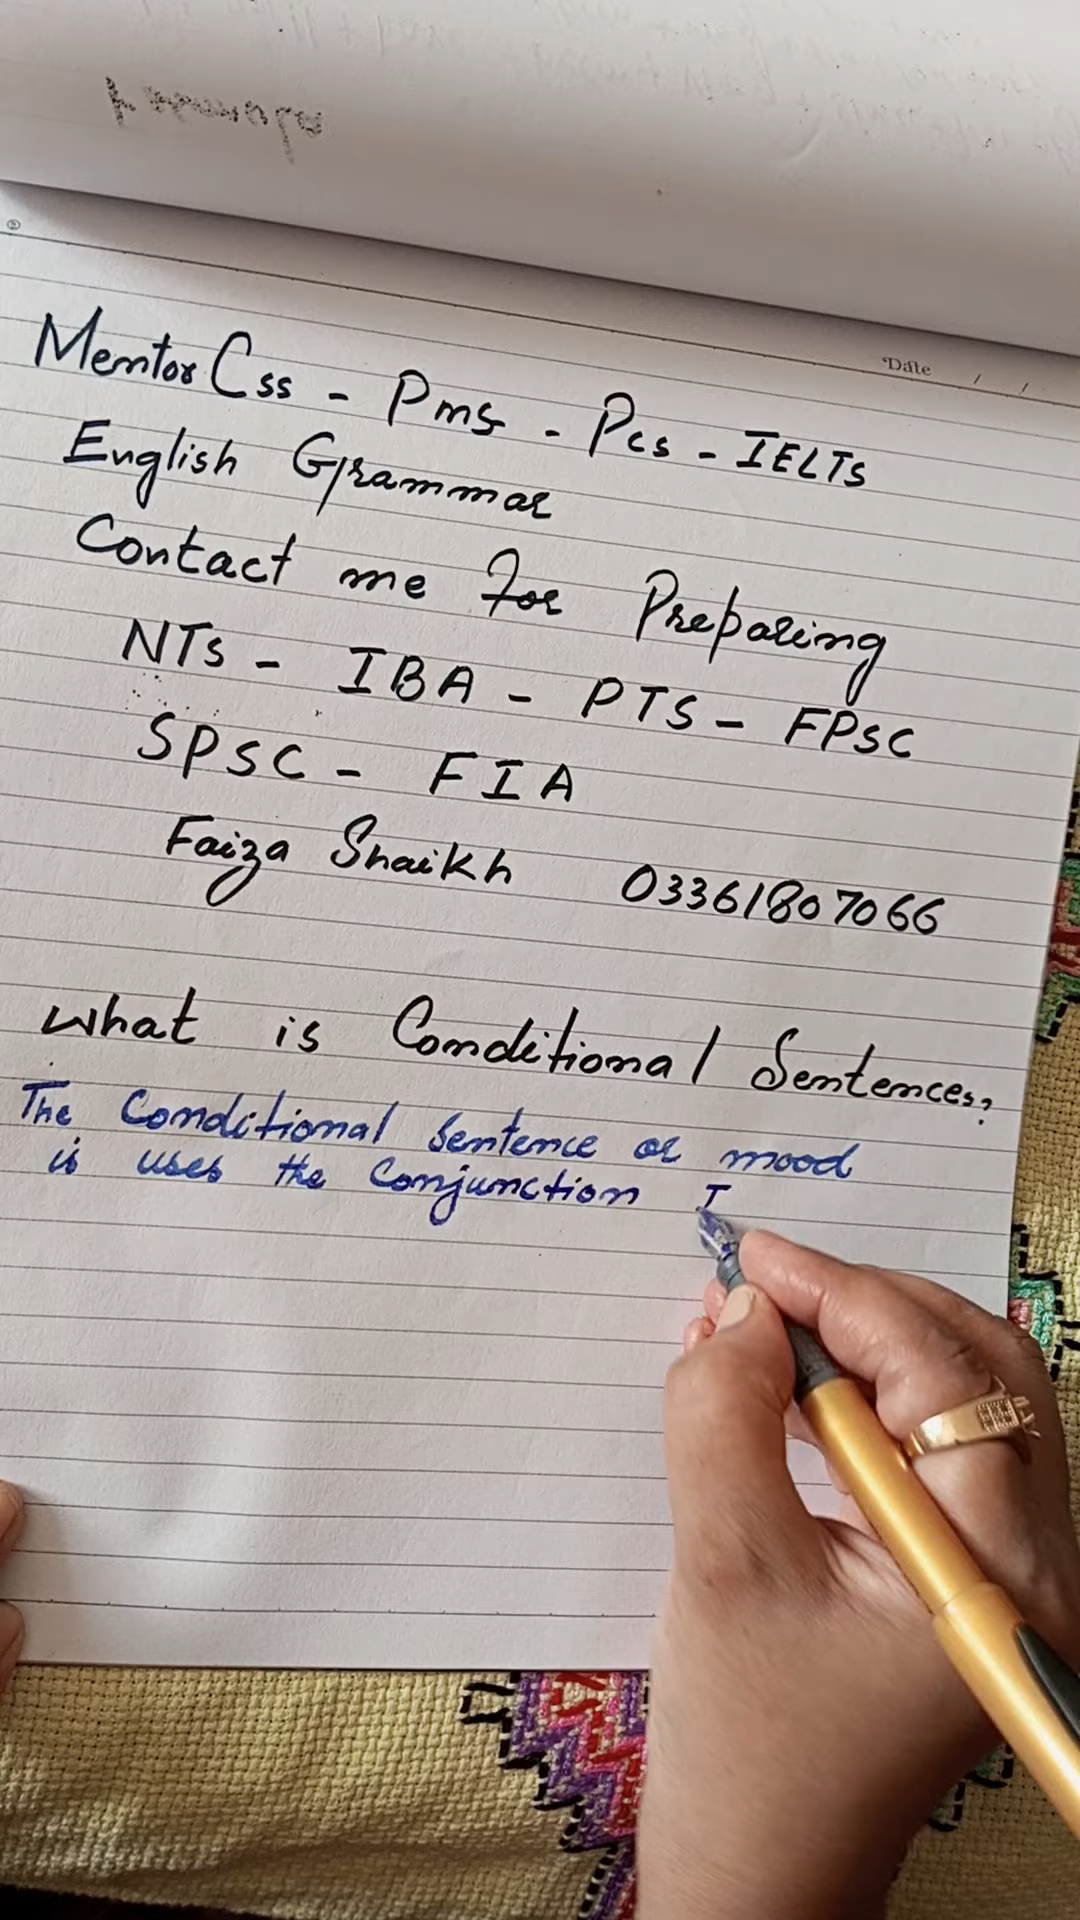 Date / /
Mentor Css - Pms - Pcs - IELTS
English Grammar
Contact me For Preparing
NTS - IBA - PTS - FPSC
SPSC - FIA
Faiza Shaikh 03361807066
What is Conditional Sentences?
The Conditional Sentence or mood
is uses the Conjunction I